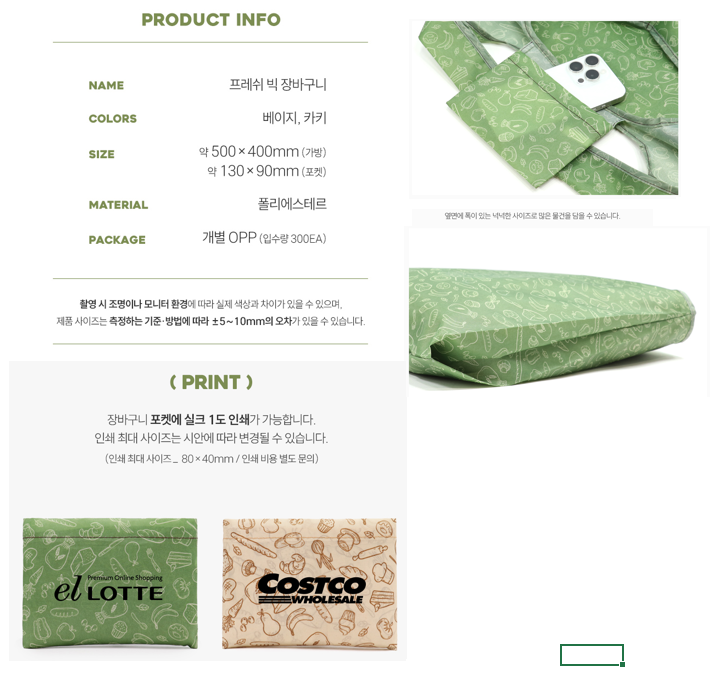 PRODUCT INFO
NAME 프레쉬 빅 장바구니
COLORS 베이지, 카키
SIZE 약 500×400mm (가방)
약 130×90mm (포켓)
MATERIAL 폴리에스테르
PACKAGE 개별 OPP (입수량 300EA)
촬영 시 조명이나 모니터 환경에 따라 실제 색상과 차이가 있을 수 있으며,
제품 사이즈는 측정하는 기준·방법에 따라 ±5~10mm의 오차가 있을 수 있습니다.
옆면에 폭이 있는 넉넉한 사이즈로 많은 물건을 담을 수 있습니다.
( PRINT )
장바구니 포켓에 실크 1도 인쇄가 가능합니다.
인쇄 최대 사이즈는 시안에 따라 변경될 수 있습니다.
(인쇄 최대 사이즈_ 80×40mm / 인쇄 비용 별도 문의)
Premium Online Shopping
el LOTTE
COSTCO
WHOLESALE